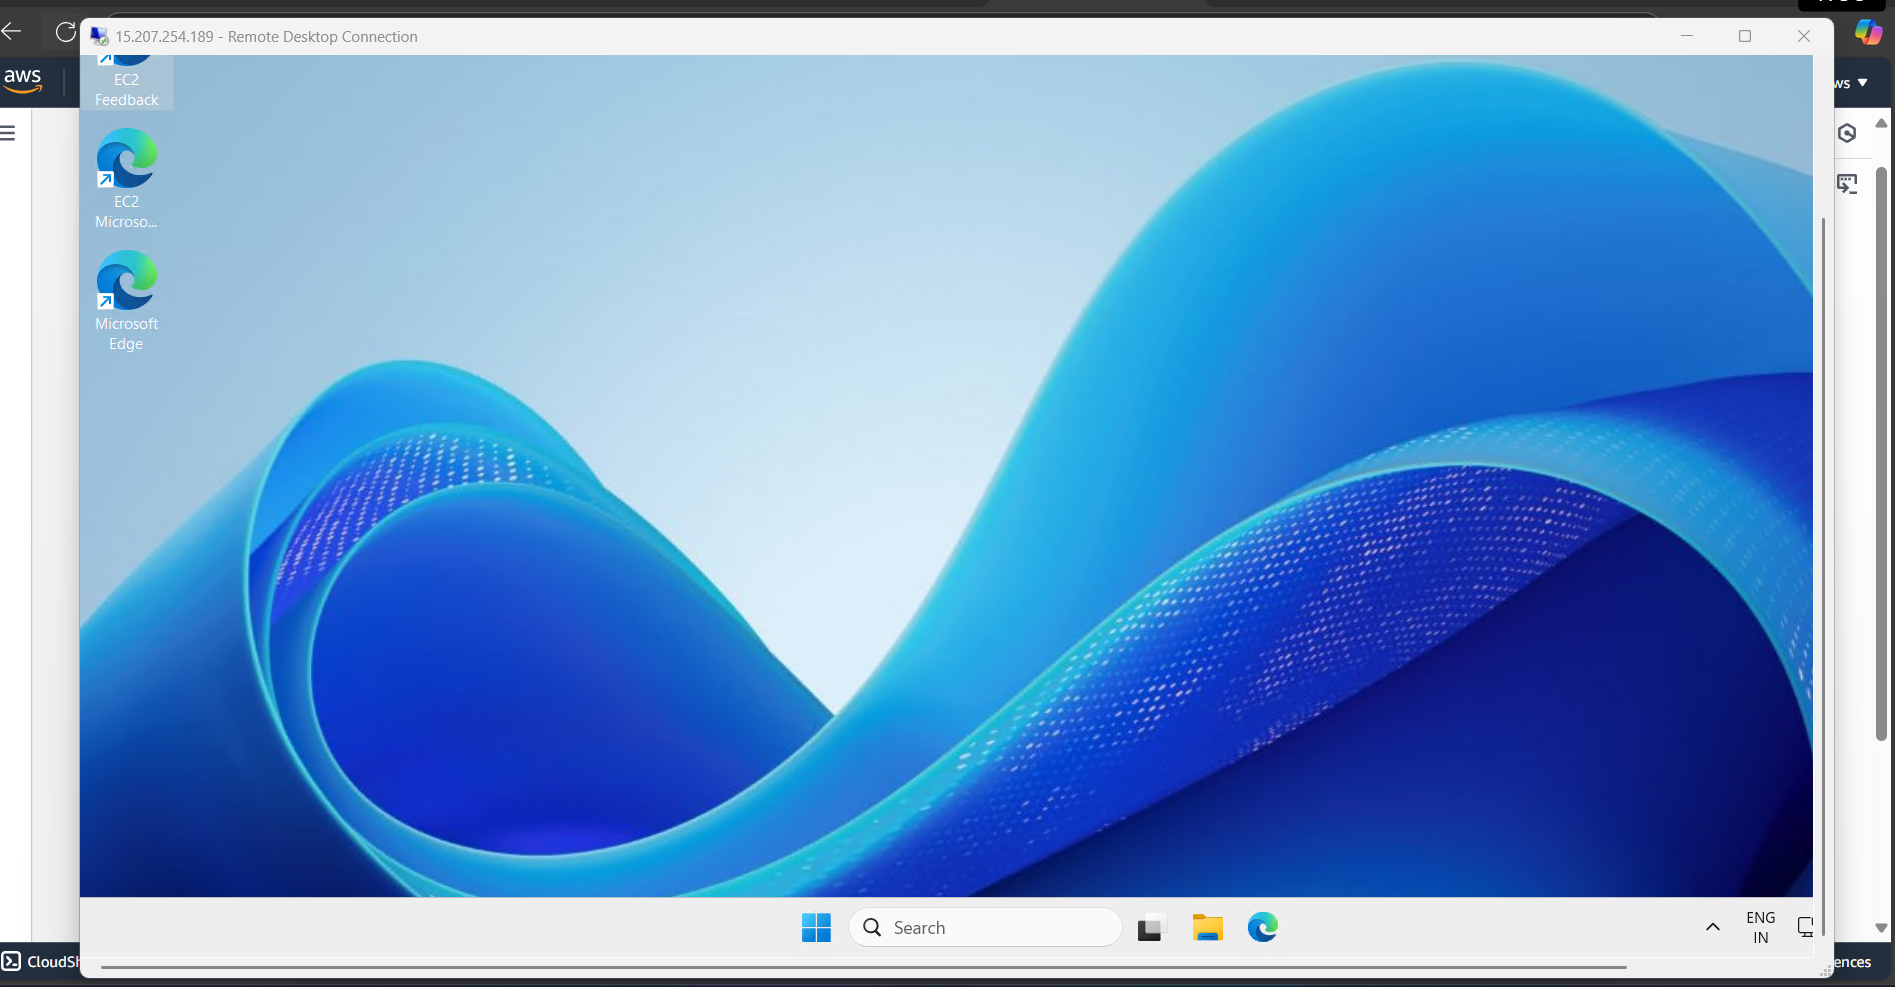 15.207.254.189 - Remote Desktop Connection
aws
ws
EC2
Feedback
EC2
Microso...
Microsoft
Edge
Search
ENG
IN
CloudSh
ences